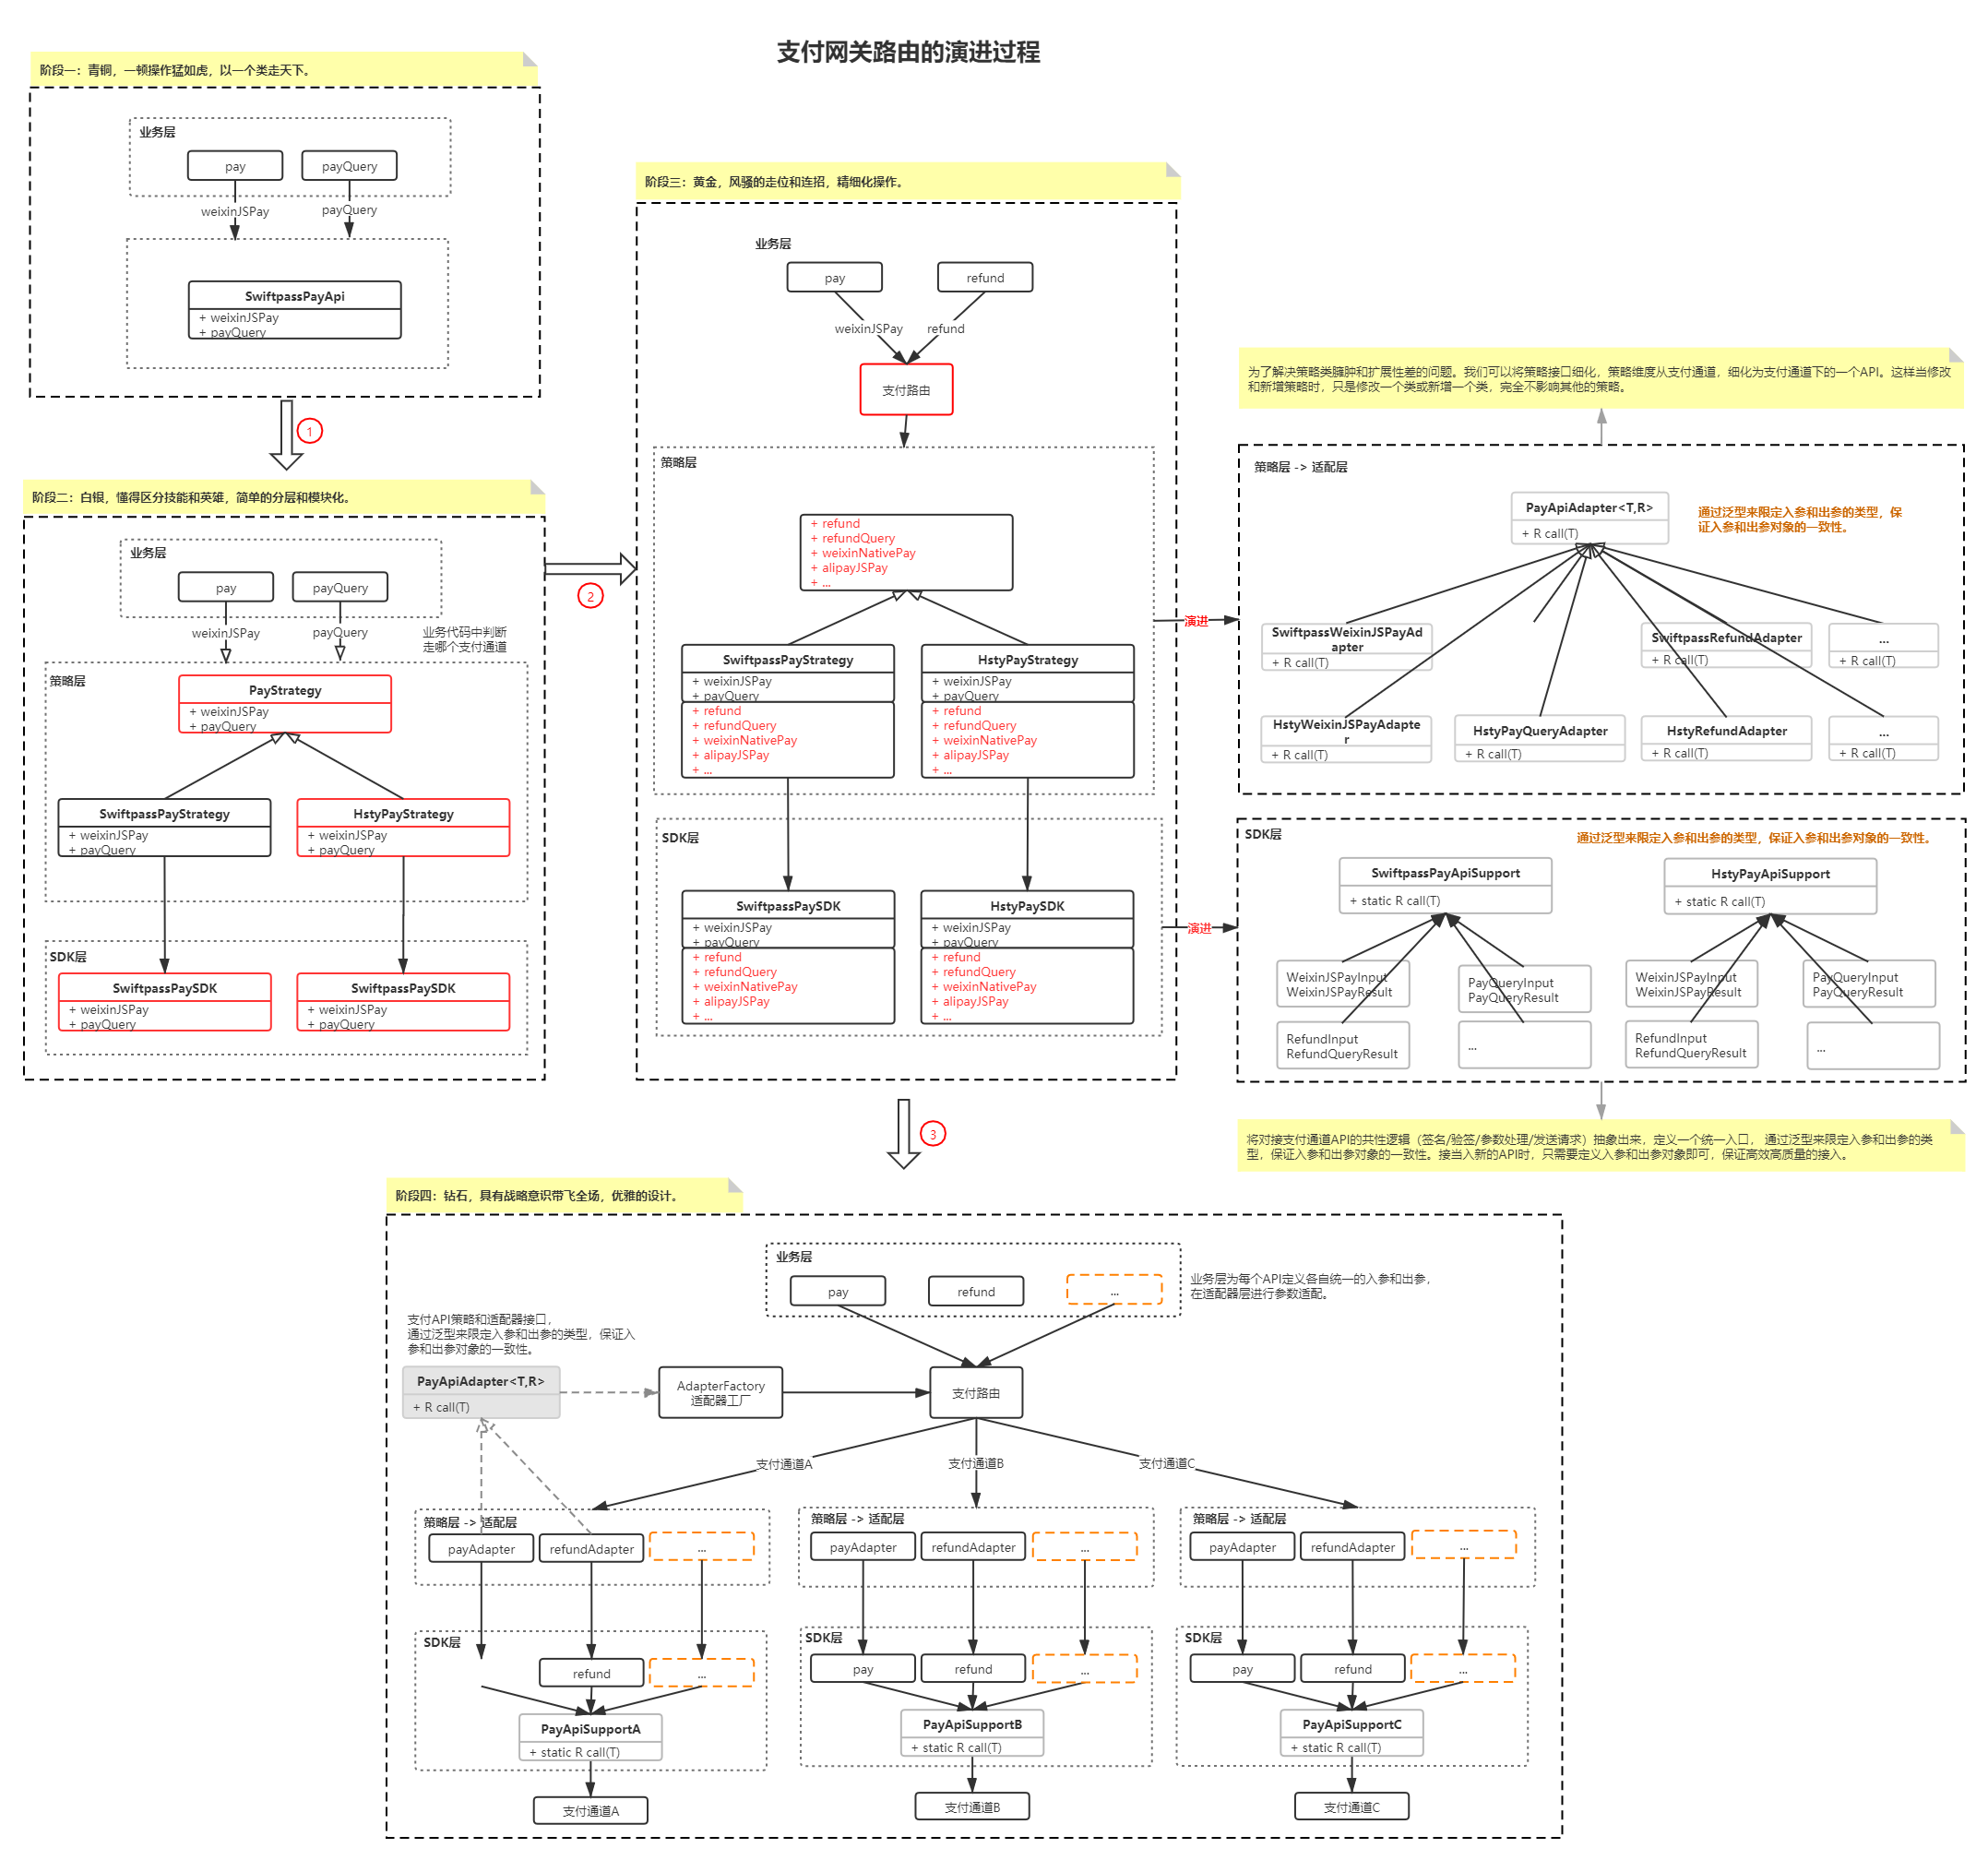 支付网关路由的演进过程
阶段一：青铜，一顿操作猛如虎，以一个类走天下。
业务层
pay
payQuery
weixinJSPay
payQuery
SwiftpassPayApi
+ weixinJSPay
+ payQuery
1
阶段二：白银，懂得区分技能和英雄，简单的分层和模块化。
业务层
pay
payQuery
weixinJSPay
payQuery
业务代码中判断
走哪个支付通道
策略层
PayStrategy
+ weixinJSPay
+ payQuery
SwiftpassPayStrategy
+ weixinJSPay
+ payQuery
HstyPayStrategy
+ weixinJSPay
+ payQuery
SDK层
SwiftpassPaySDK
+ weixinJSPay
+ payQuery
SwiftpassPaySDK
+ weixinJSPay
+ payQuery
2
阶段三：黄金，风骚的走位和连招，精细化操作。
业务层
pay
refund
weixinJSPay
refund
支付路由
策略层
+ refund
+ refundQuery
+ weixinNativePay
+ alipayJSPay
+ ...
SwiftpassPayStrategy
+ weixinJSPay
+ payQuery
+ refund
+ refundQuery
+ weixinNativePay
+ alipayJSPay
+ ...
HstyPayStrategy
+ weixinJSPay
+ payQuery
+ refund
+ refundQuery
+ weixinNativePay
+ alipayJSPay
+ ...
SDK层
SwiftpassPaySDK
+ weixinJSPay
+ payQuery
+ refund
+ refundQuery
+ weixinNativePay
+ alipayJSPay
+ ...
HstyPaySDK
+ weixinJSPay
+ payQuery
+ refund
+ refundQuery
+ weixinNativePay
+ alipayJSPay
+ ...
演进
演进
为了解决策略类臃肿和扩展性差的问题。我们可以将策略接口细化，策略维度从支付通道，细化为支付通道下的一个API。这样当修改
和新增策略时，只是修改一个类或新增一个类，完全不影响其他的策略。
策略层 -> 适配层
PayApiAdapter<T,R>
+ R call(T)
通过泛型来限定入参和出参的类型，保
证入参和出参对象的一致性。
SwiftpassWeixinJSPayAd
apter
+ R call(T)
SwiftpassRefundAdapter
+ R call(T)
...
+ R call(T)
HstyWeixinJSPayAdapte
r
+ R call(T)
HstyPayQueryAdapter
+ R call(T)
HstyRefundAdapter
+ R call(T)
...
+ R call(T)
SDK层
通过泛型来限定入参和出参的类型，保证入参和出参对象的一致性。
SwiftpassPayApiSupport
+ static R call(T)
HstyPayApiSupport
+ static R call(T)
WeixinJSPayInput
WeixinJSPayResult
PayQueryInput
PayQueryResult
WeixinJSPayInput
WeixinJSPayResult
PayQueryInput
PayQueryResult
RefundInput
RefundQueryResult
...
RefundInput
RefundQueryResult
...
将对接支付通道API的共性逻辑（签名/验签/参数处理/发送请求）抽象出来，定义一个统一入口， 通过泛型来限定入参和出参的类
型，保证入参和出参对象的一致性。接当入新的API时，只需要定义入参和出参对象即可，保证高效高质量的接入。
3
阶段四：钻石，具有战略意识带飞全场，优雅的设计。
业务层
pay
refund
...
业务层为每个API定义各自统一的入参和出参，
在适配器层进行参数适配。
支付API策略和适配器接口，
通过泛型来限定入参和出参的类型，保证入
参和出参对象的一致性。
PayApiAdapter<T,R>
+ R call(T)
AdapterFactory
适配器工厂
支付路由
支付通道A
支付通道B
支付通道C
策略层 -> 适配层
payAdapter
refundAdapter
...
策略层 -> 适配层
payAdapter
refundAdapter
...
策略层 -> 适配层
payAdapter
refundAdapter
...
SDK层
refund
...
PayApiSupportA
+ static R call(T)
支付通道A
SDK层
pay
refund
...
PayApiSupportB
+ static R call(T)
支付通道B
SDK层
pay
refund
...
PayApiSupportC
+ static R call(T)
支付通道C